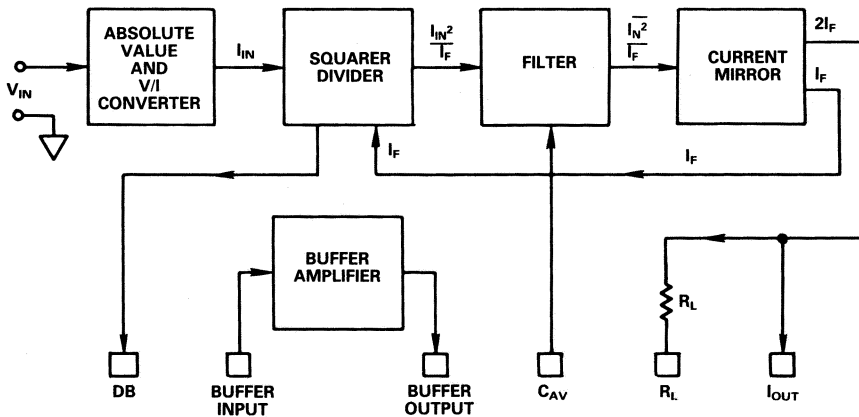 ABSOLUTE
VALUE
AND
V/I
CONVERTER
SQUARER
DIVIDER
FILTER
CURRENT
MIRROR
V_IN
I_IN
I_IN²
I_F
I_N²
I_F
2I_F
I_F
I_F
I_F
BUFFER
AMPLIFIER
R_L
DB
BUFFER
INPUT
BUFFER
OUTPUT
C_AV
R_L
I_OUT